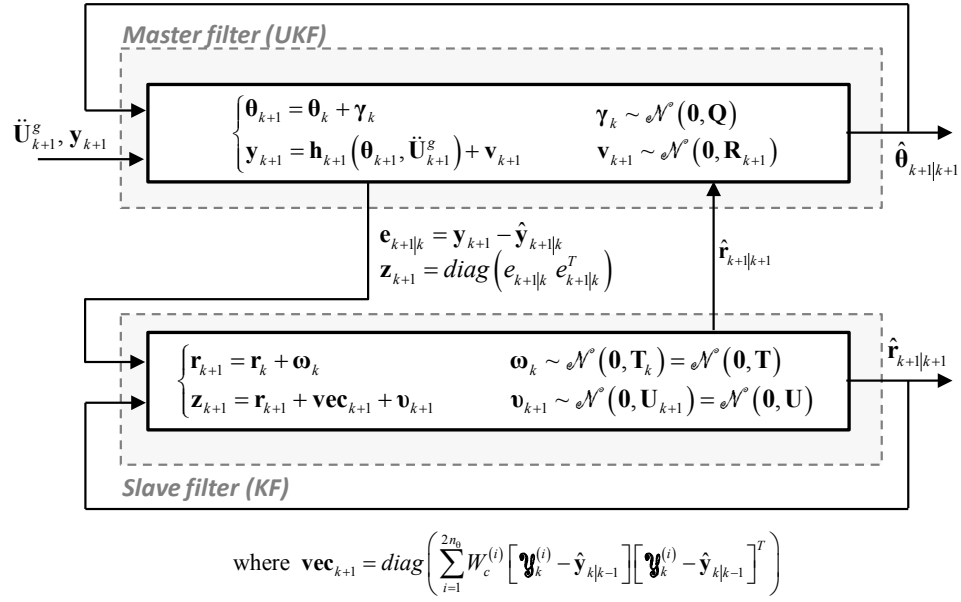 Master filter (UKF)
Ü^g_{k+1}, y_{k+1}
θ_{k+1} = θ_k + γ_k    γ_k ~ 𝒩(0, Q)
y_{k+1} = h_{k+1}(θ_{k+1}, Ü^g_{k+1}) + v_{k+1}    v_{k+1} ~ 𝒩(0, R_{k+1})
θ̂_{k+1|k+1}
e_{k+1|k} = y_{k+1} − ŷ_{k+1|k}
z_{k+1} = diag(e_{k+1|k} e^T_{k+1|k})
r̂_{k+1|k+1}
r_{k+1} = r_k + ω_k    ω_k ~ 𝒩(0, T_k) = 𝒩(0, T)
z_{k+1} = r_{k+1} + vec_{k+1} + υ_{k+1}    υ_{k+1} ~ 𝒩(0, U_{k+1}) = 𝒩(0, U)
r̂_{k+1|k+1}
Slave filter (KF)
where vec_{k+1} = diag(∑_{i=1}^{2n_θ} W_c^{(i)} [𝓨_k^{(i)} − ŷ_{k|k−1}][𝓨_k^{(i)} − ŷ_{k|k−1}]^T)